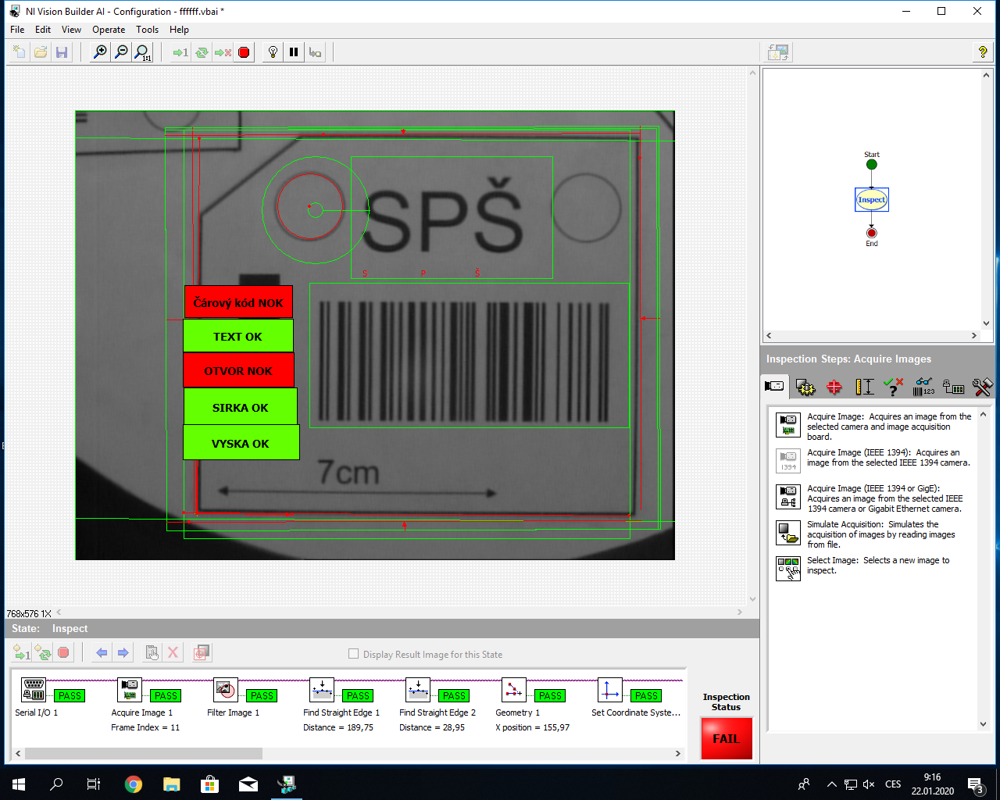 NI Vision Builder AI - Configuration - ffffff.vbai *
File Edit View Operate Tools Help
1:1
1
?
SPŠ
S P Š
Čárový kód NOK
TEXT OK
OTVOR NOK
SIRKA OK
VYSKA OK
7cm
768x576 1X
Start
Inspect
End
Inspection Steps: Acquire Images
123
Acquire Image: Acquires an image from the
selected camera and image acquisition
board.
1394
Acquire Image (IEEE 1394): Acquires an
image from the selected IEEE 1394 camera.
Acquire Image (IEEE 1394 or GigE):
Acquires an image from the selected IEEE
1394 camera or Gigabit Ethernet camera.
Simulate Acquisition: Simulates the
acquisition of images by reading images
from file.
Select Image: Selects a new image to
inspect.
State: Inspect
1
Display Result Image for this State
PASS PASS PASS PASS PASS PASS PASS
Serial I/O 1 Acquire Image 1 Filter Image 1 Find Straight Edge 1 Find Straight Edge 2 Geometry 1 Set Coordinate Syste...
Frame Index = 11 Distance = 189,75 Distance = 28,95 X position = 155,97
Inspection
Status
FAIL
CES
9:16
22.01.2020
3